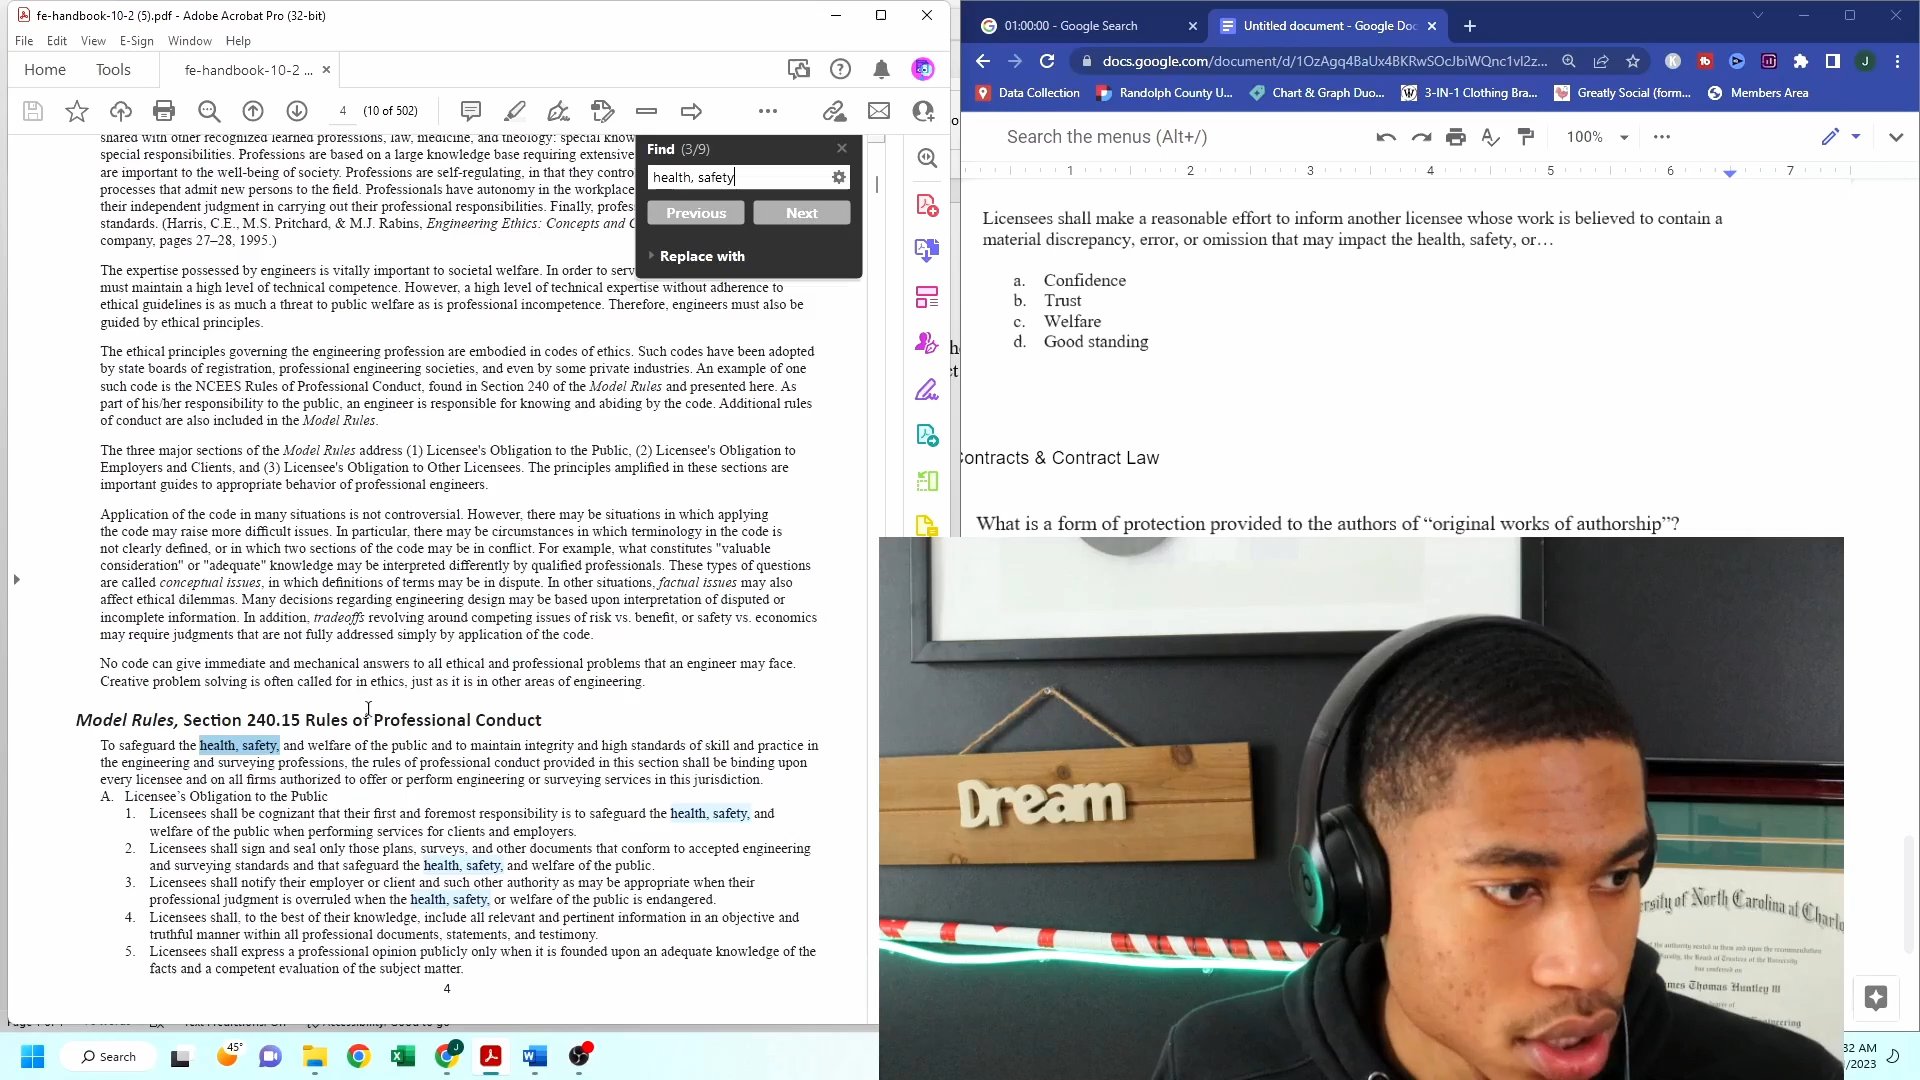 fe-handbook-10-2 (5).pdf - Adobe Acrobat Pro (32-bit)
File Edit View E-Sign Window Help
Home Tools fe-handbook-10-2 ...
4 (10 of 502)
shared with other recognized learned professions, law, medicine, and theology: special
special responsibilities. Professions are based on a large knowledge base requiring extensive
are important to the well-being of society. Professions are self-regulating, in that they
processes that admit new persons to the field. Professionals have autonomy in the workplace
their independent judgment in carrying out their professional responsibilities. Finally,
standards. (Harris, C.E., M.S. Pritchard, & M.J. Rabins, Engineering Ethics: Concepts and
company, pages 27–28, 1995.)
Find (3/9)
health, safety
Previous Next
Replace with
The expertise possessed by engineers is vitally important to societal welfare. In order to
must maintain a high level of technical competence. However, a high level of technical expertise without adherence to
ethical guidelines is as much a threat to public welfare as is professional incompetence. Therefore, engineers must also be
guided by ethical principles.
The ethical principles governing the engineering profession are embodied in codes of ethics. Such codes have been adopted
by state boards of registration, professional engineering societies, and even by some private industries. An example of one
such code is the NCEES Rules of Professional Conduct, found in Section 240 of the Model Rules and presented here. As
part of his/her responsibility to the public, an engineer is responsible for knowing and abiding by the code. Additional rules
of conduct are also included in the Model Rules.
The three major sections of the Model Rules address (1) Licensee's Obligation to the Public, (2) Licensee's Obligation to
Employers and Clients, and (3) Licensee's Obligation to Other Licensees. The principles amplified in these sections are
important guides to appropriate behavior of professional engineers.
Application of the code in many situations is not controversial. However, there may be situations in which applying
the code may raise more difficult issues. In particular, there may be circumstances in which terminology in the code is
not clearly defined, or in which two sections of the code may be in conflict. For example, what constitutes "valuable
consideration" or "adequate" knowledge may be interpreted differently by qualified professionals. These types of questions
are called conceptual issues, in which definitions of terms may be in dispute. In other situations, factual issues may also
affect ethical dilemmas. Many decisions regarding engineering design may be based upon interpretation of disputed or
incomplete information. In addition, tradeoffs revolving around competing issues of risk vs. benefit, or safety vs. economics
may require judgments that are not fully addressed simply by application of the code.
No code can give immediate and mechanical answers to all ethical and professional problems that an engineer may face.
Creative problem solving is often called for in ethics, just as it is in other areas of engineering.
Model Rules, Section 240.15 Rules of Professional Conduct
To safeguard the health, safety, and welfare of the public and to maintain integrity and high standards of skill and practice in
the engineering and surveying professions, the rules of professional conduct provided in this section shall be binding upon
every licensee and on all firms authorized to offer or perform engineering or surveying services in this jurisdiction.
A. Licensee's Obligation to the Public
1. Licensees shall be cognizant that their first and foremost responsibility is to safeguard the health, safety, and
welfare of the public when performing services for clients and employers.
2. Licensees shall sign and seal only those plans, surveys, and other documents that conform to accepted engineering
and surveying standards and that safeguard the health, safety, and welfare of the public.
3. Licensees shall notify their employer or client and such other authority as may be appropriate when their
professional judgment is overruled when the health, safety, or welfare of the public is endangered.
4. Licensees shall, to the best of their knowledge, include all relevant and pertinent information in an objective and
truthful manner within all professional documents, statements, and testimony.
5. Licensees shall express a professional opinion publicly only when it is founded upon an adequate knowledge of the
facts and a competent evaluation of the subject matter.
4
01:00:00 - Google Search Untitled document - Google Doc
docs.google.com/document/d/1OzAgq4BaUx4BKRwSOcJbiWQnc1vl2z...
Data Collection Randolph County U... Chart & Graph Duo... 3-IN-1 Clothing Bra... Greatly Social (form... Members Area
Search the menus (Alt+/) 100%
1 2 3 4 5 6 7
Licensees shall make a reasonable effort to inform another licensee whose work is believed to contain a
material discrepancy, error, or omission that may impact the health, safety, or…
a. Confidence
b. Trust
c. Welfare
d. Good standing
Contracts & Contract Law
What is a form of protection provided to the authors of “original works of authorship”?
Dream
University of North Carolina at Charlotte
James Thomas Huntley III
Search
45°
32 AM
/2023